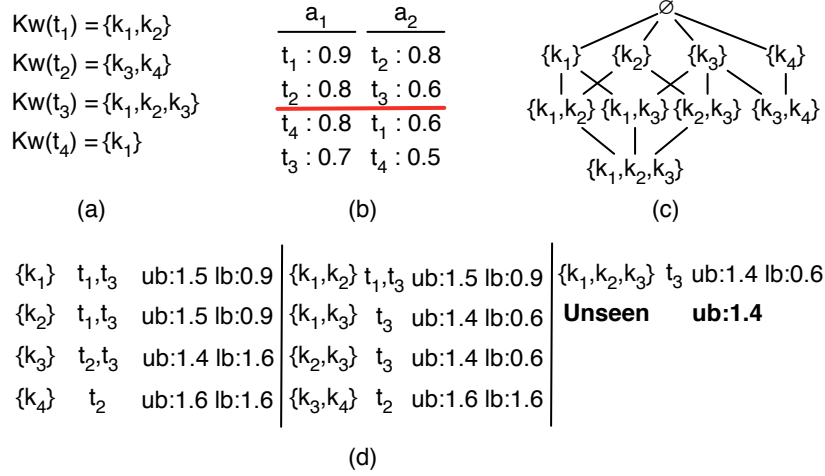 Kw(t₁) = {k₁,k₂}
Kw(t₂) = {k₃,k₄}
Kw(t₃) = {k₁,k₂,k₃}
Kw(t₄) = {k₁}
(a)
a₁ a₂
t₁ : 0.9 t₂ : 0.8
t₂ : 0.8 t₃ : 0.6
t₄ : 0.8 t₁ : 0.6
t₃ : 0.7 t₄ : 0.5
(b)
∅
{k₁} {k₂} {k₃} {k₄}
{k₁,k₂} {k₁,k₃} {k₂,k₃} {k₃,k₄}
{k₁,k₂,k₃}
(c)
{k₁} t₁,t₃ ub:1.5 lb:0.9
{k₂} t₁,t₃ ub:1.5 lb:0.9
{k₃} t₂,t₃ ub:1.4 lb:1.6
{k₄} t₂ ub:1.6 lb:1.6
{k₁,k₂} t₁,t₃ ub:1.5 lb:0.9
{k₁,k₃} t₃ ub:1.4 lb:0.6
{k₂,k₃} t₃ ub:1.4 lb:0.6
{k₃,k₄} t₂ ub:1.6 lb:1.6
{k₁,k₂,k₃} t₃ ub:1.4 lb:0.6
Unseen ub:1.4
(d)